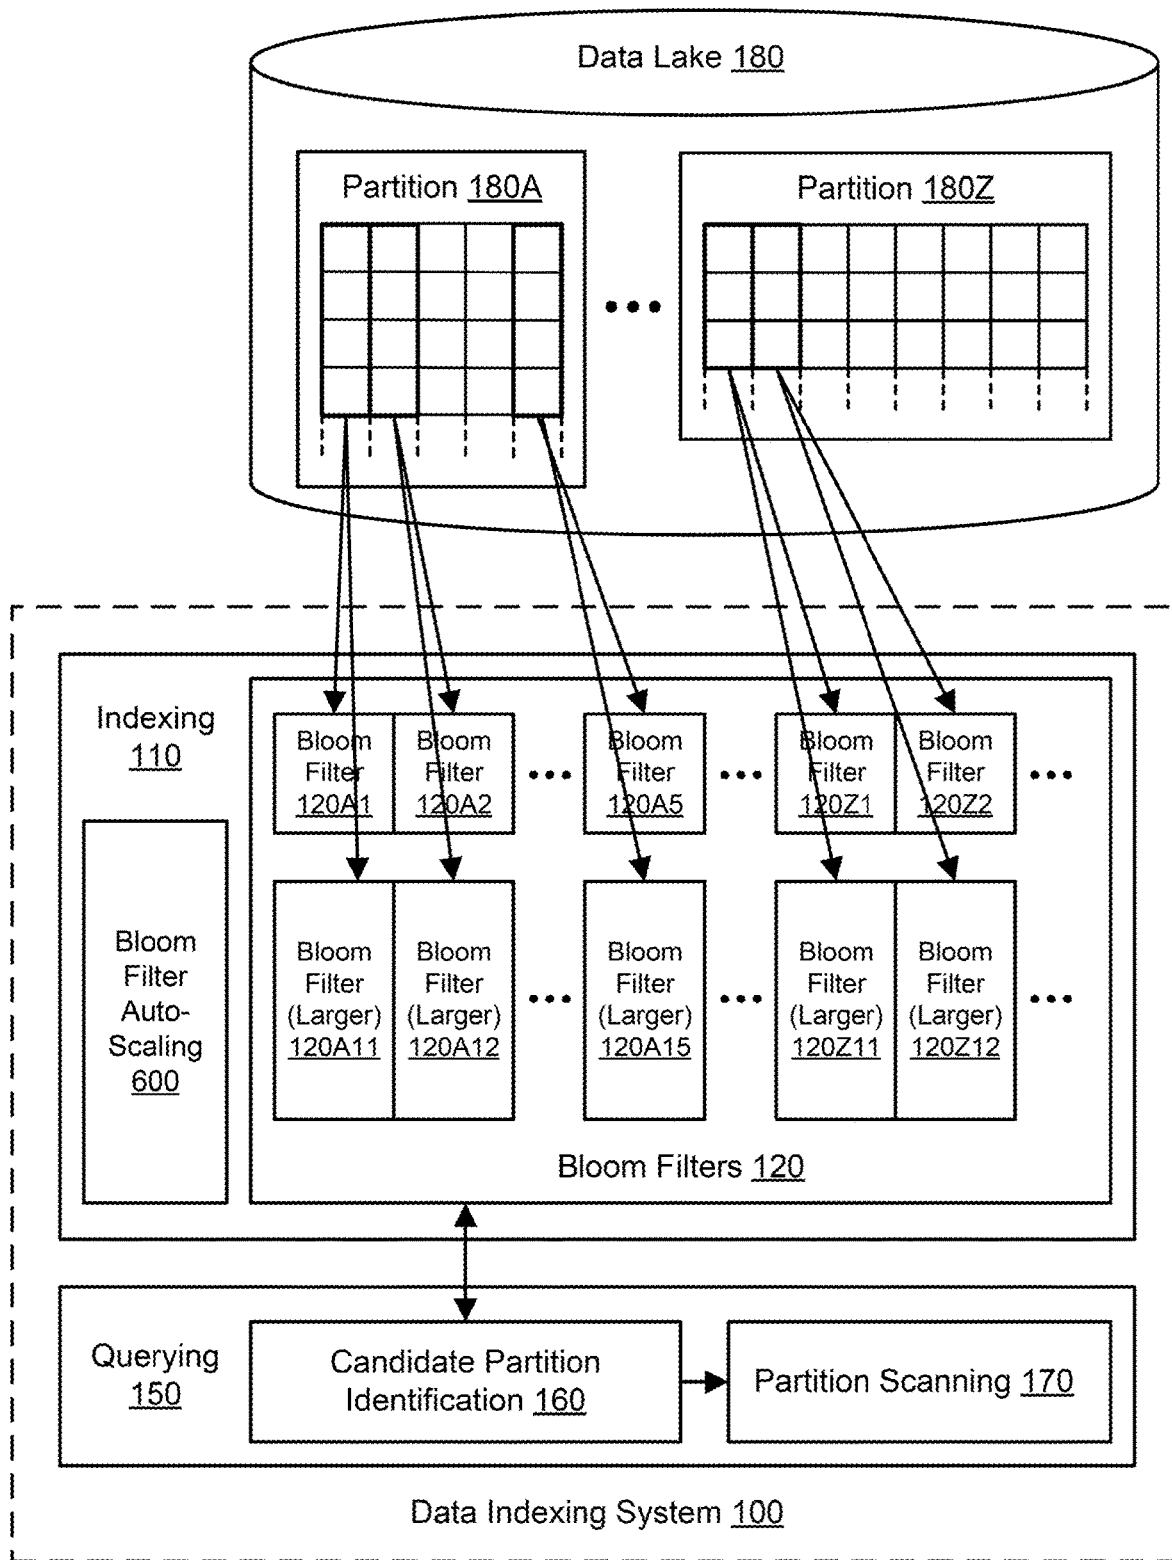 Data Lake 180
Partition 180A
Partition 180Z
Indexing
110
Bloom
Filter
120A1
Bloom
Filter
120A2
Bloom
Filter
120A5
Bloom
Filter
120Z1
Bloom
Filter
120Z2
Bloom
Filter
Auto-
Scaling
600
Bloom
Filter
(Larger)
120A11
Bloom
Filter
(Larger)
120A12
Bloom
Filter
(Larger)
120A15
Bloom
Filter
(Larger)
120Z11
Bloom
Filter
(Larger)
120Z12
Bloom Filters 120
Querying
150
Candidate Partition
Identification 160
Partition Scanning 170
Data Indexing System 100